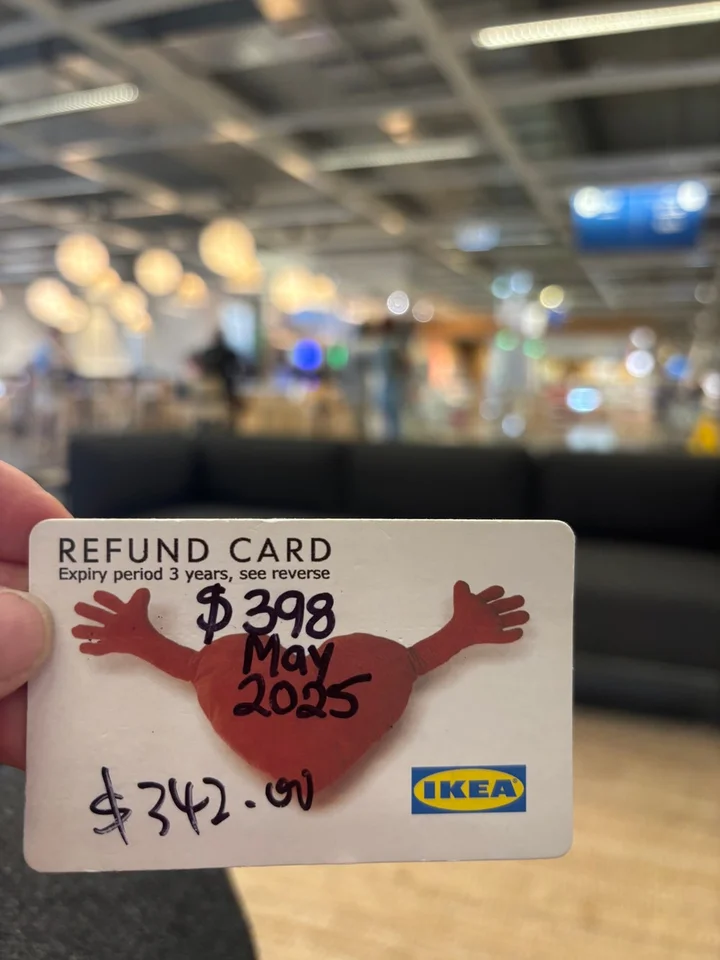 REFUND CARD
Expiry period 3 years, see reverse
$398
May
2025
$342.00
IKEA